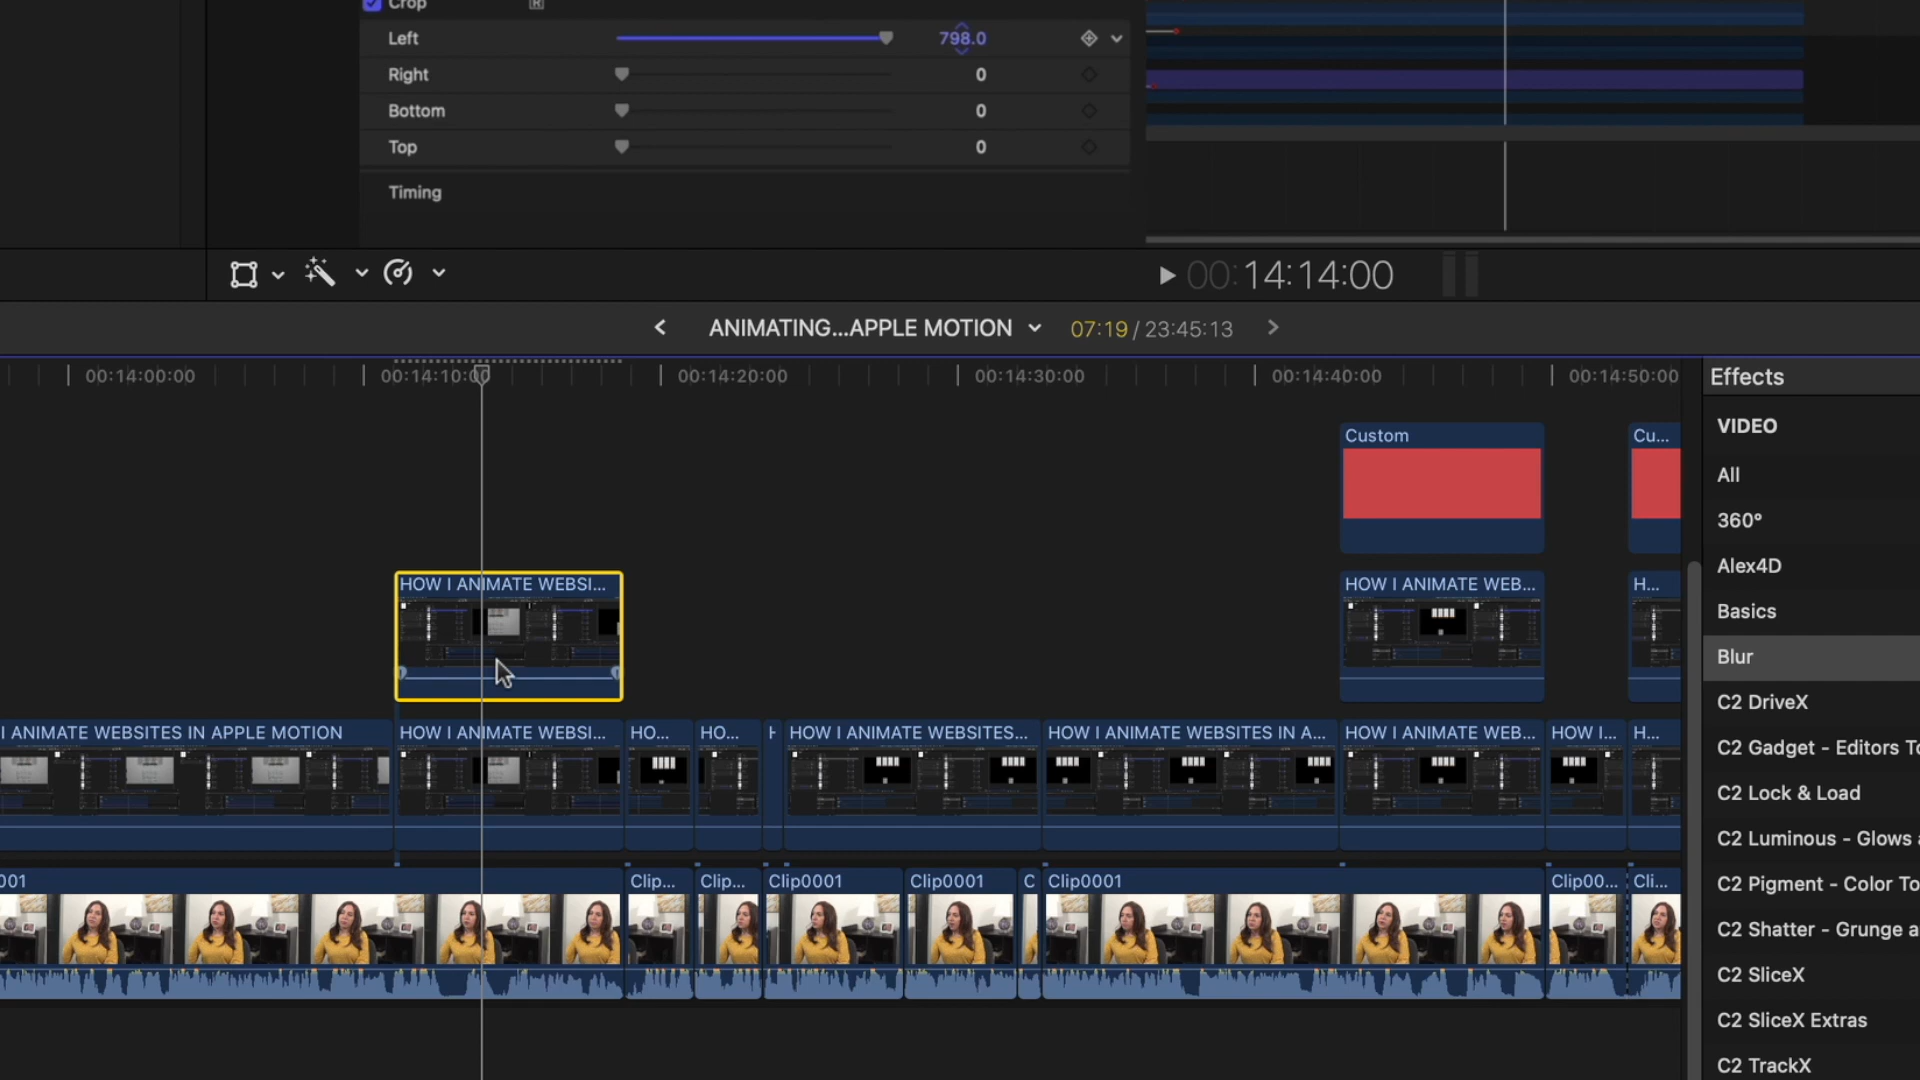 Crop
Left 798.0
Right 0
Bottom 0
Top 0
Timing
00:14:14:00
ANIMATING...APPLE MOTION 07:19 / 23:45:13
00:14:00:00 00:14:10:00 00:14:20:00 00:14:30:00 00:14:40:00 00:14:50:00
Effects
VIDEO
All
360°
Alex4D
Basics
Blur
C2 DriveX
C2 Gadget - Editors To
C2 Lock & Load
C2 Luminous - Glows a
C2 Pigment - Color To
C2 Shatter - Grunge a
C2 SliceX
C2 SliceX Extras
C2 TrackX
Custom Cu...
HOW I ANIMATE WEBSI... HOW I ANIMATE WEB... H...
I ANIMATE WEBSITES IN APPLE MOTION HOW I ANIMATE WEBSI... HO... HO... H HOW I ANIMATE WEBSITES... HOW I ANIMATE WEBSITES IN A... HOW I ANIMATE WEB... HOW I... H...
001 Clip... Clip... Clip0001 Clip0001 C Clip0001 Clip00... Cli...